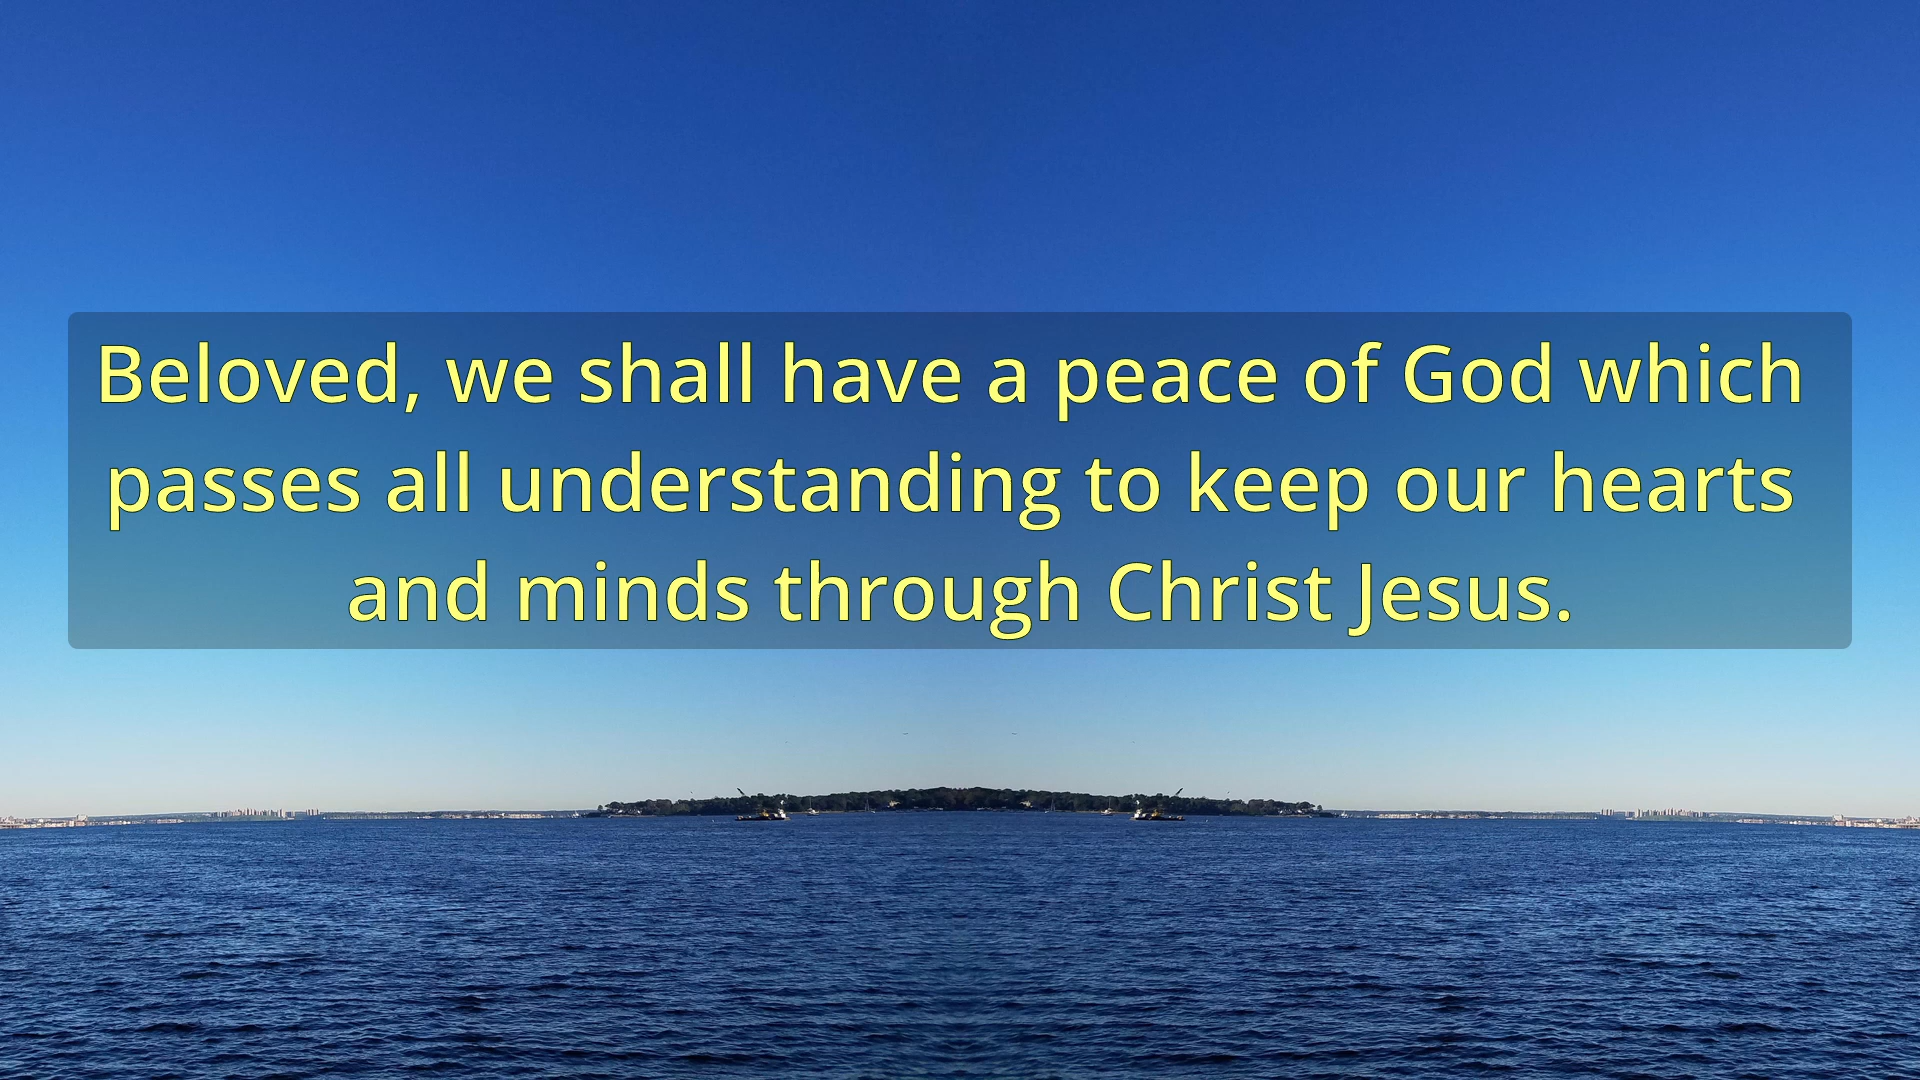 Beloved, we shall have a peace of God which
passes all understanding to keep our hearts
and minds through Christ Jesus.